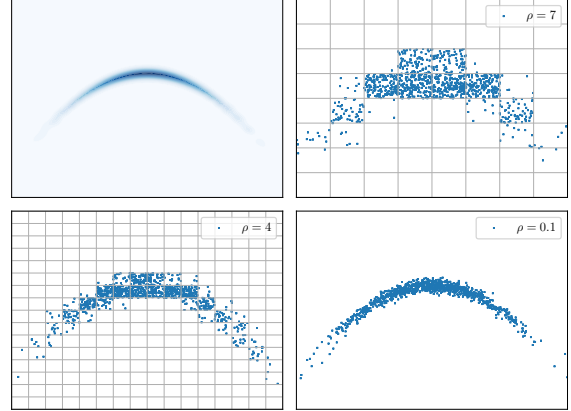 ρ = 7
ρ = 4
ρ = 0.1